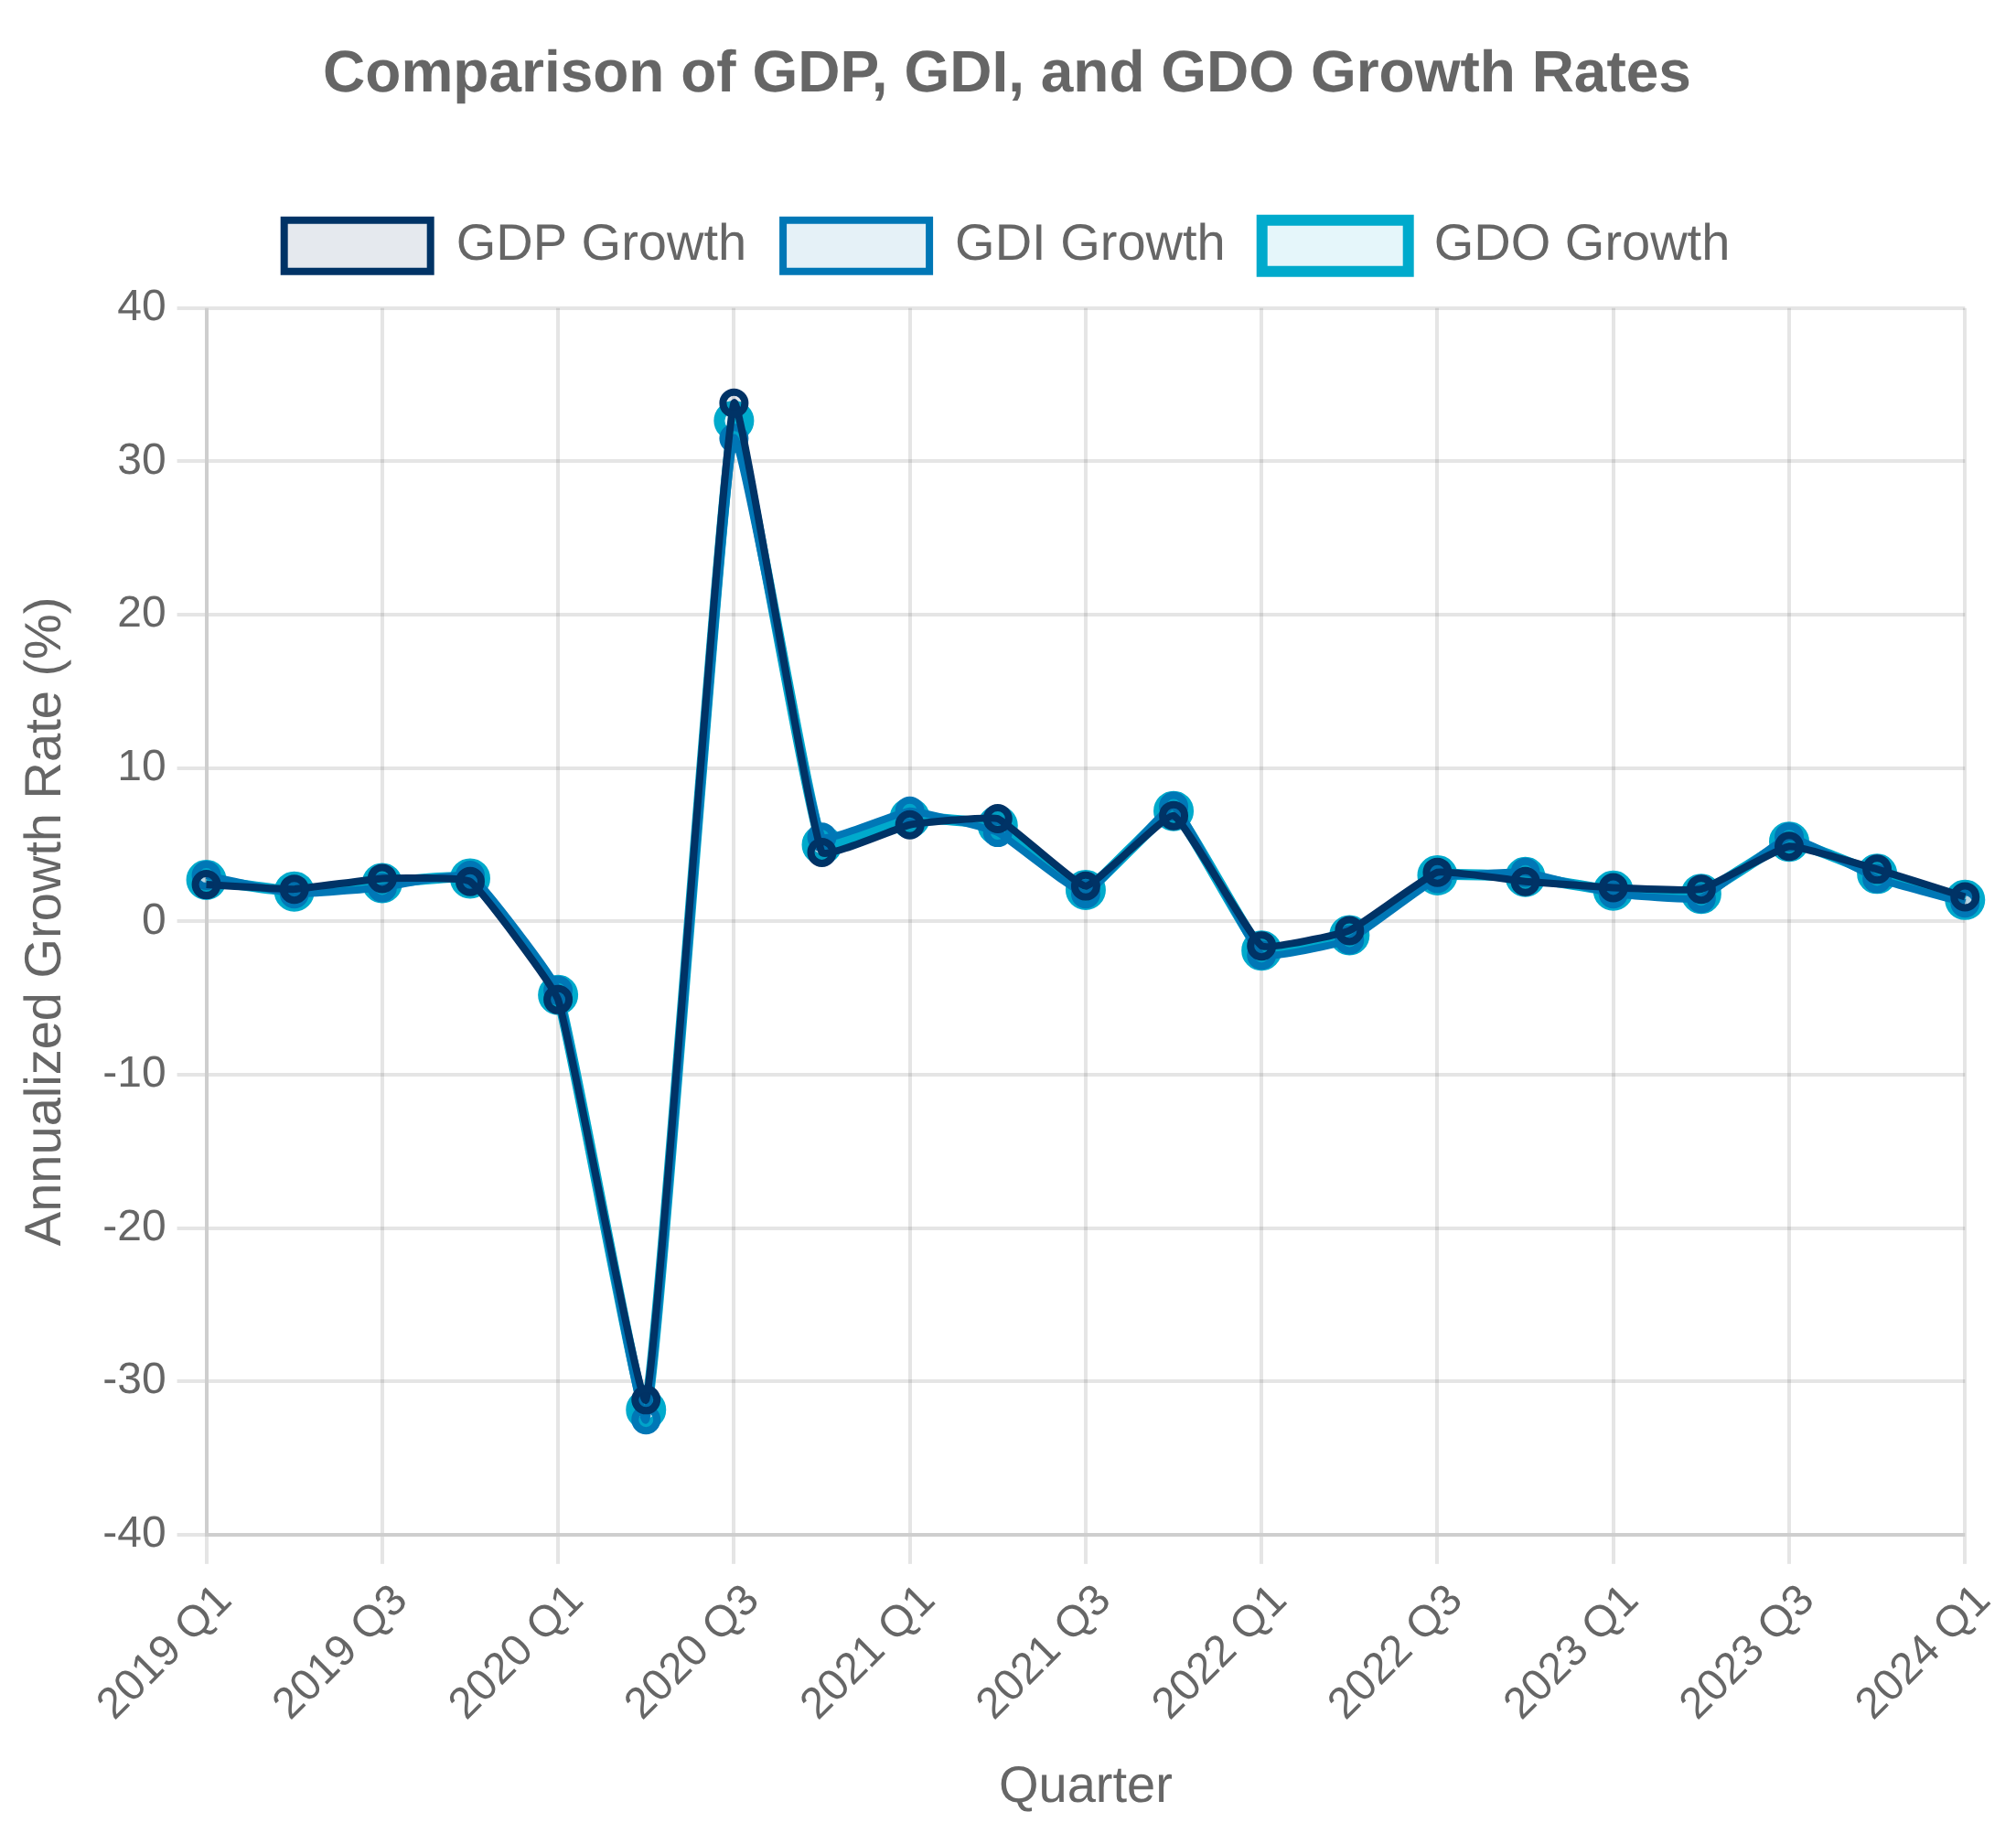 Comparison of GDP, GDI, and GDO Growth Rates
GDP Growth
GDI Growth
GDO Growth
Annualized Growth Rate (%)
40
30
20
10
0
-10
-20
-30
-40
2019 Q1
2019 Q3
2020 Q1
2020 Q3
2021 Q1
2021 Q3
2022 Q1
2022 Q3
2023 Q1
2023 Q3
2024 Q1
Quarter